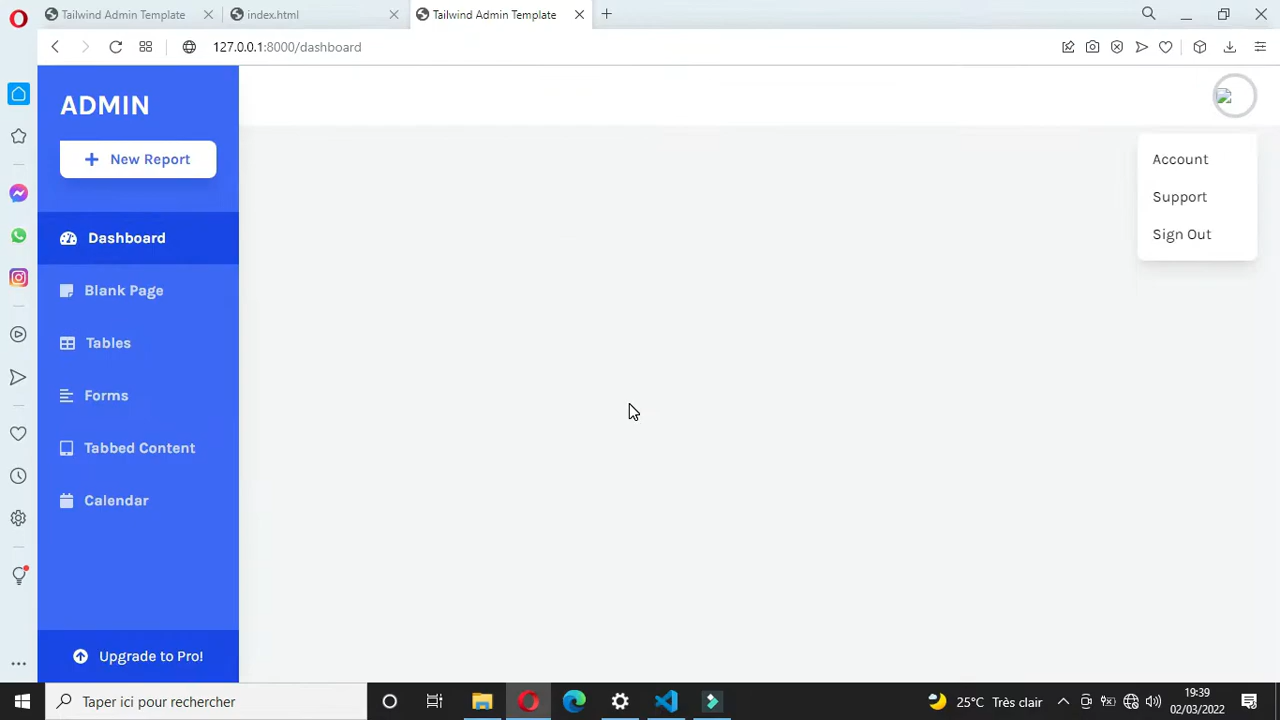 Tailwind Admin Template
index.html
Tailwind Admin Template
127.0.0.1:8000/dashboard
ADMIN
New Report
Dashboard
Blank Page
Tables
Forms
Tabbed Content
Calendar
Upgrade to Pro!
Account
Support
Sign Out
Taper ici pour rechercher
25°C Très clair
19:39
02/03/2022